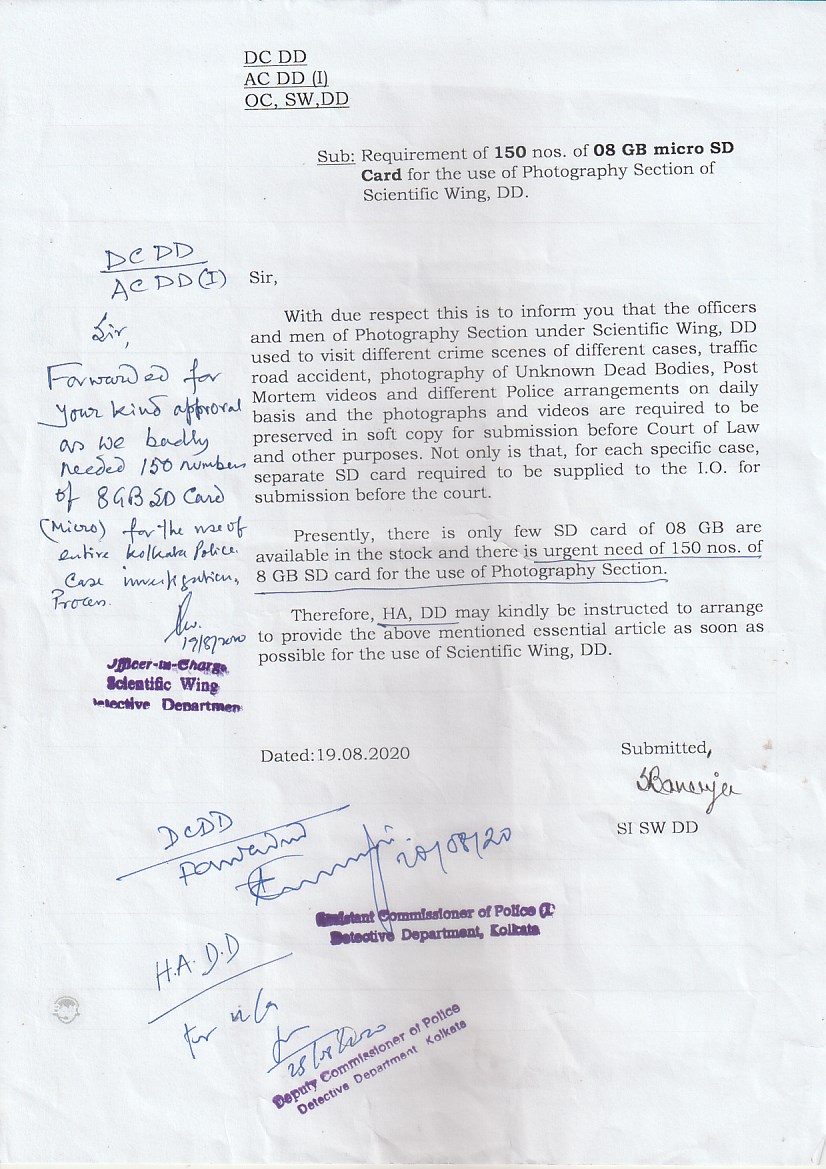 DC DD
AC DD (I)
OC, SW,DD
Sub: Requirement of 150 nos. of 08 GB micro SD
Card for the use of Photography Section of
Scientific Wing, DD.
DC DD
AC DD (I)
Sir,
Forwarded for
your kind approval
as we badly
needed 150 numbers
of 8GB SD Card
(Micro) for the use of
entire Kolkata Police.
Case investigation,
Process.
19/8/2020
Officer-in-Charge
Scientific Wing
Detective Departmen
Sir,
With due respect this is to inform you that the officers
and men of Photography Section under Scientific Wing, DD
used to visit different crime scenes of different cases, traffic
road accident, photography of Unknown Dead Bodies, Post
Mortem videos and different Police arrangements on daily
basis and the photographs and videos are required to be
preserved in soft copy for submission before Court of Law
and other purposes. Not only is that, for each specific case,
separate SD card required to be supplied to the I.O. for
submission before the court.
Presently, there is only few SD card of 08 GB are
available in the stock and there is urgent need of 150 nos. of
8 GB SD card for the use of Photography Section.
Therefore, HA, DD may kindly be instructed to arrange
to provide the above mentioned essential article as soon as
possible for the use of Scientific Wing, DD.
Dated:19.08.2020
Submitted,
SBanerjee
SI SW DD
DCDD
Forwarded
20/08/20
Assistant Commissioner of Police (I
Detective Department, Kolkata
H.A. D.D
for n/a
Deputy Commissioner of Police
Detective Department Kolkata